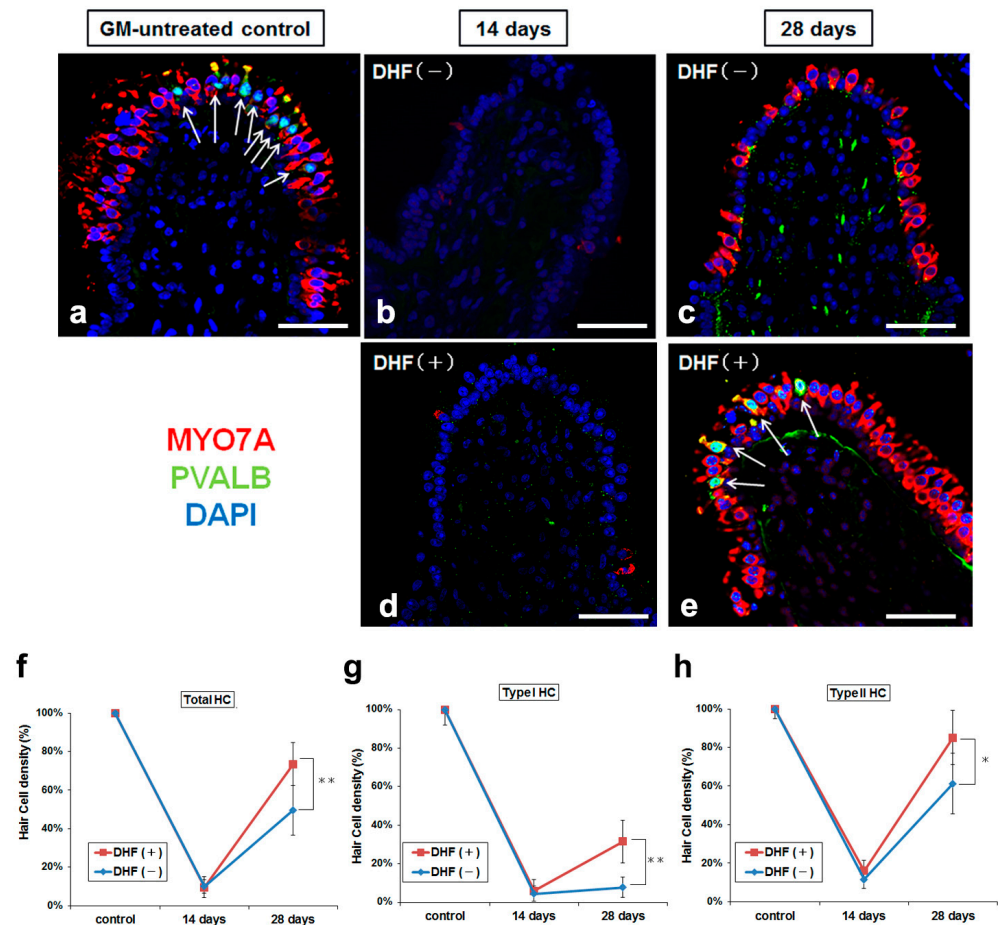 GM-untreated control
14 days
28 days
a
DHF (−)
b
DHF (−)
c
MYO7A
PVALB
DAPI
DHF (+)
d
DHF (+)
e
f
Total HC
Hair Cell density (%)
100%
80%
60%
40%
20%
0%
**
DHF (+)
DHF (−)
control
14 days
28 days
g
Type I HC
Hair Cell density (%)
100%
80%
60%
40%
20%
0%
**
DHF (+)
DHF (−)
control
14 days
28 days
h
Type II HC
Hair Cell density (%)
100%
80%
60%
40%
20%
0%
*
DHF (+)
DHF (−)
control
14 days
28 days